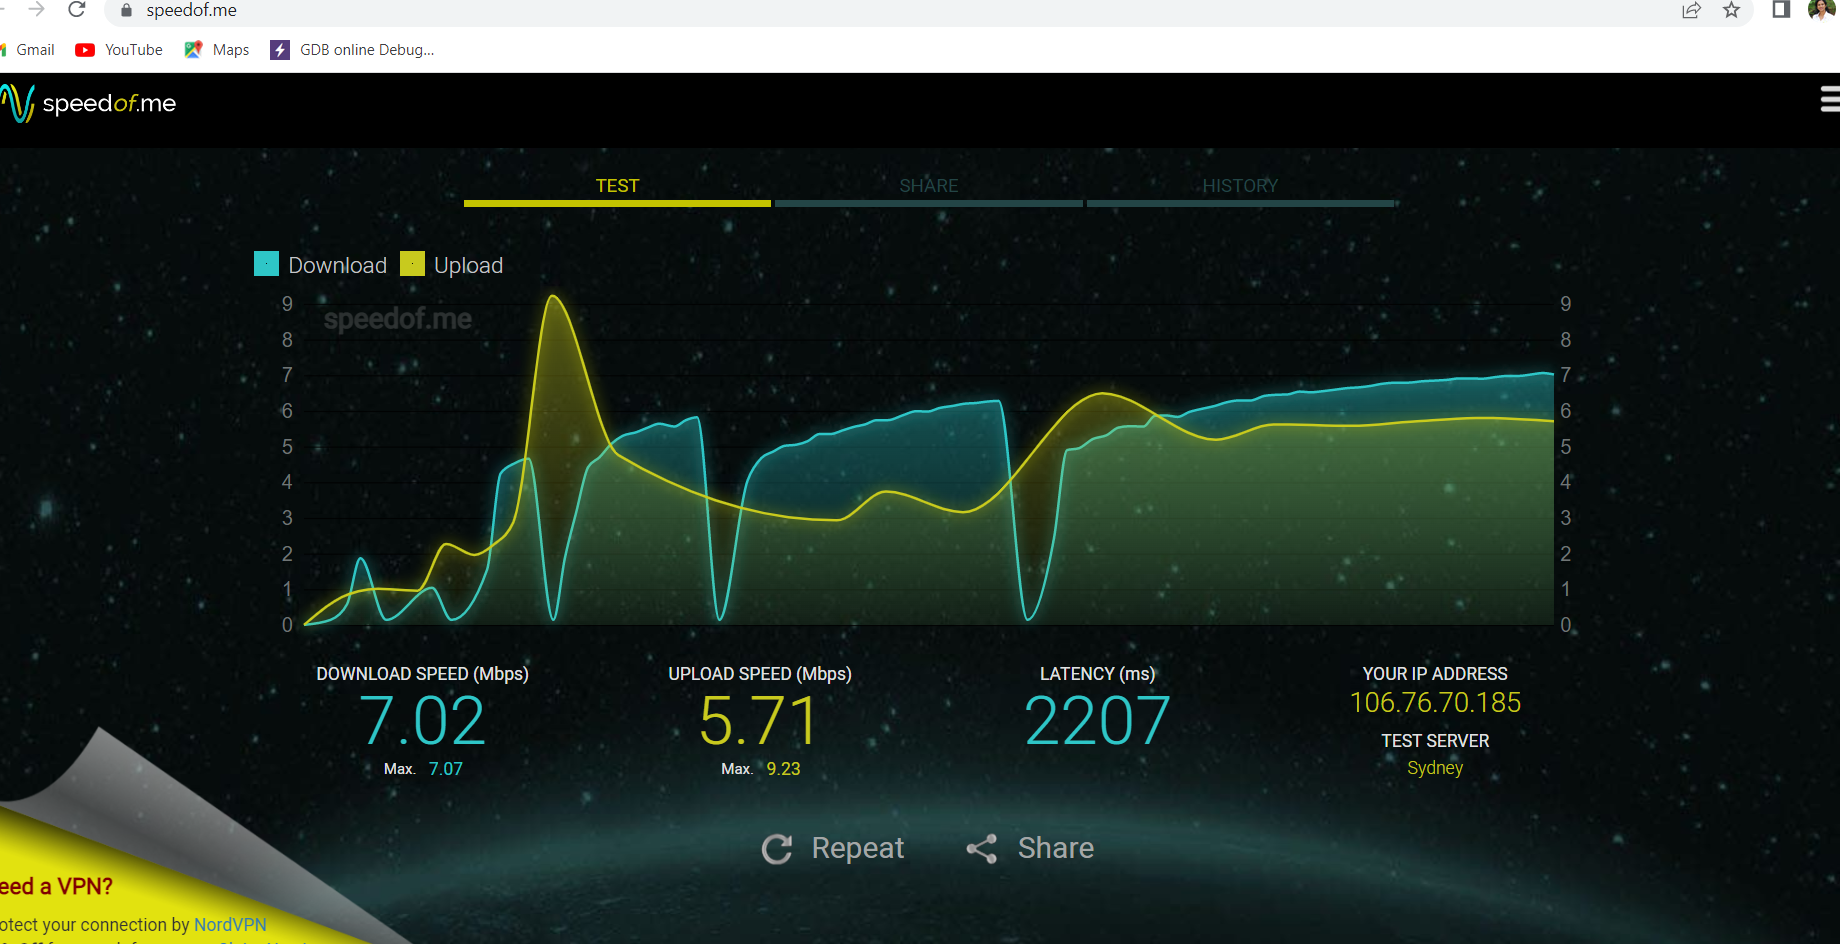 speedof.me
Gmail YouTube Maps GDB online Debug...
speedof.me
TEST SHARE HISTORY
Download Upload
speedof.me
9 9
8 8
7 7
6 6
5 5
4 4
3 3
2 2
1 1
0 0
DOWNLOAD SPEED (Mbps) UPLOAD SPEED (Mbps) LATENCY (ms) YOUR IP ADDRESS
7.02 5.71 2207 106.76.70.185
TEST SERVER
Max. 7.07 Max. 9.23 Sydney
Repeat Share
eed a VPN?
otect your connection by NordVPN